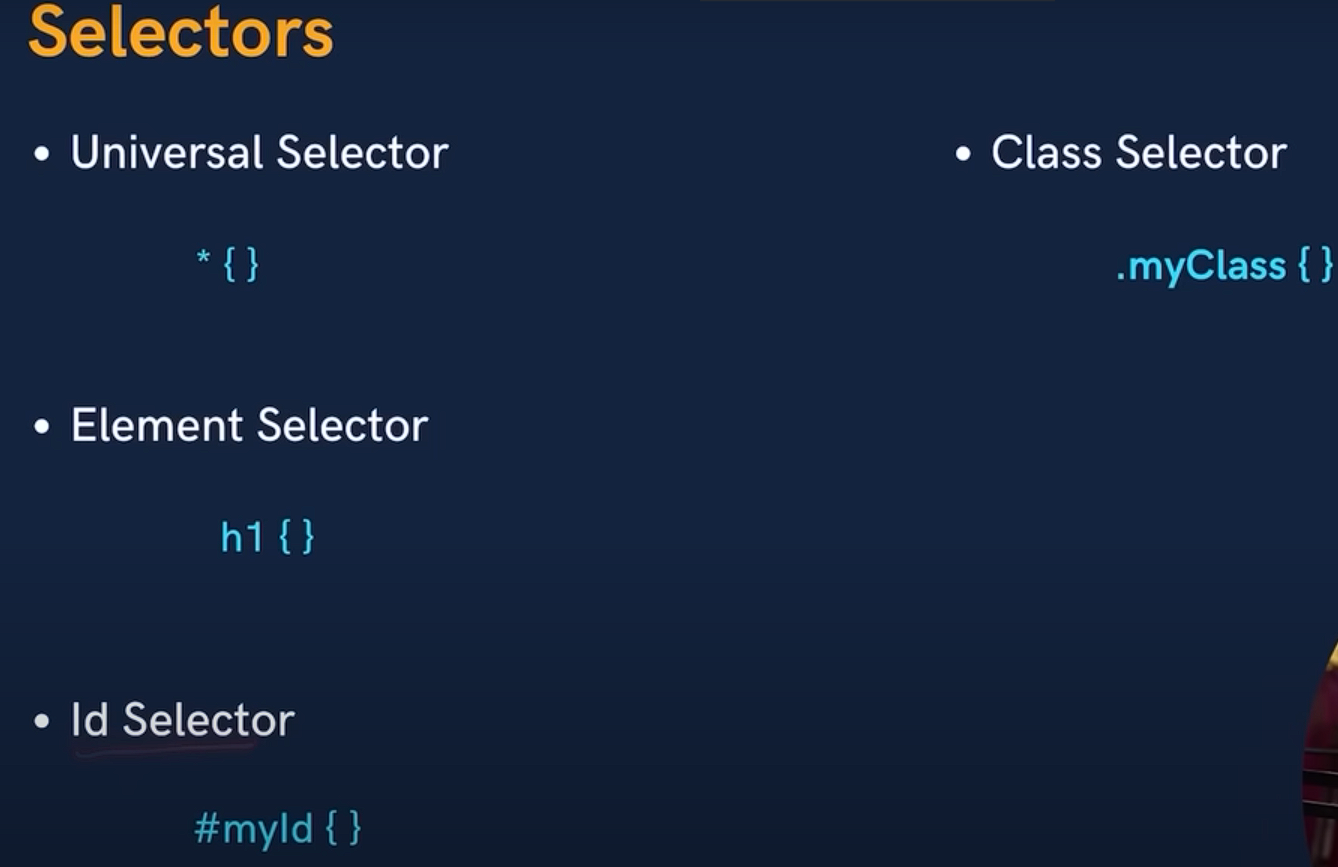 Selectors
• Universal Selector
* { }
• Element Selector
h1 { }
• Id Selector
#myId { }
• Class Selector
.myClass { }